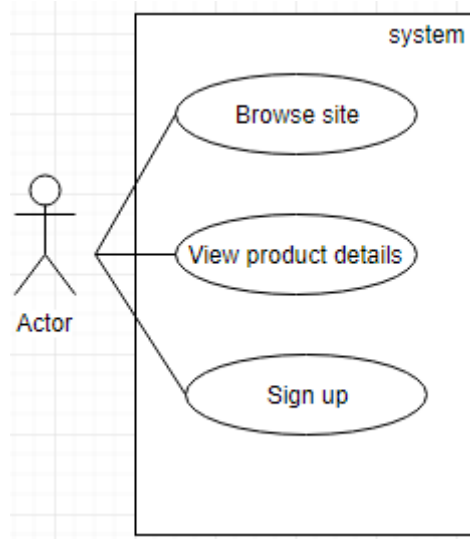 system
Browse site
View product details
Actor
Sign up